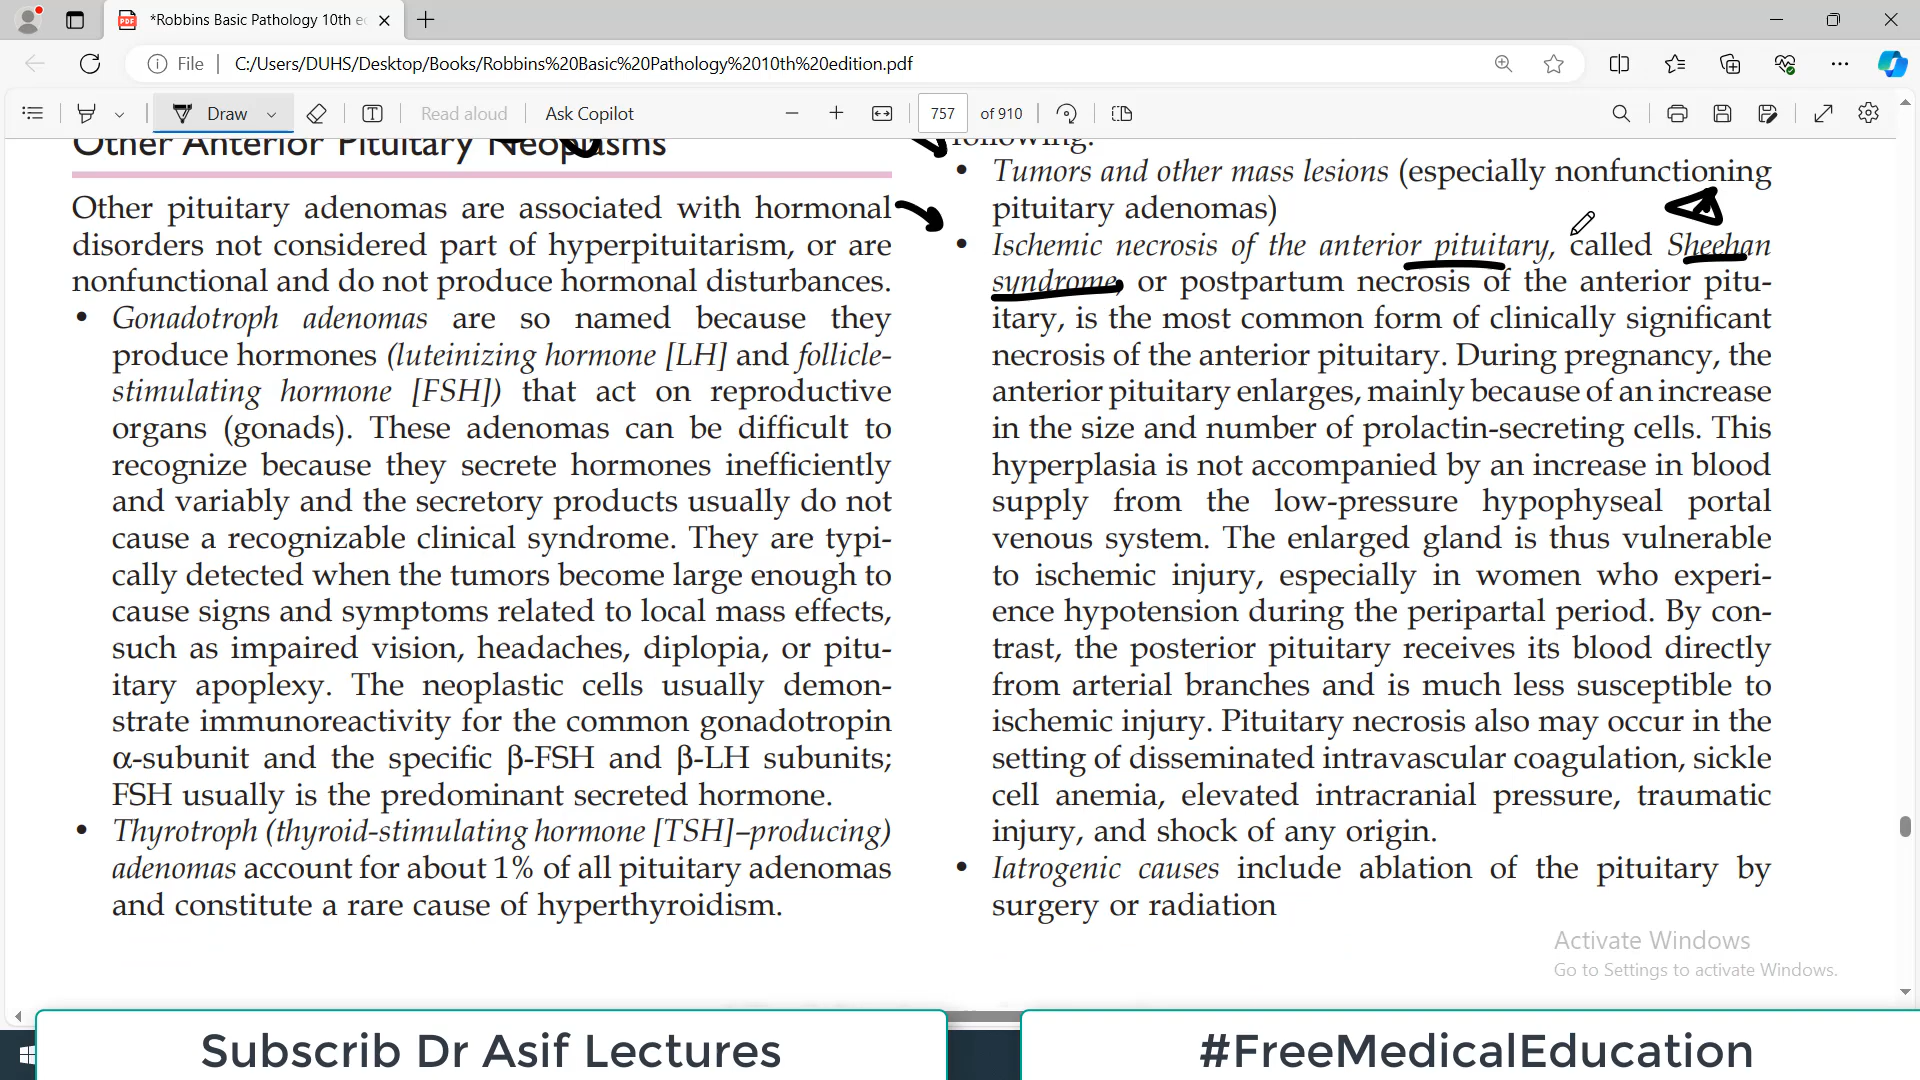 *Robbins Basic Pathology 10th e
File
C:/Users/DUHS/Desktop/Books/Robbins%20Basic%20Pathology%2010th%20edition.pdf
Draw
Read aloud
Ask Copilot
757
of 910
Other Anterior Pituitary Neoplasms
Other pituitary adenomas are associated with hormonal
disorders not considered part of hyperpituitarism, or are
nonfunctional and do not produce hormonal disturbances.
• Gonadotroph adenomas are so named because they
produce hormones (luteinizing hormone [LH] and follicle-
stimulating hormone [FSH]) that act on reproductive
organs (gonads). These adenomas can be difficult to
recognize because they secrete hormones inefficiently
and variably and the secretory products usually do not
cause a recognizable clinical syndrome. They are typi-
cally detected when the tumors become large enough to
cause signs and symptoms related to local mass effects,
such as impaired vision, headaches, diplopia, or pitu-
itary apoplexy. The neoplastic cells usually demon-
strate immunoreactivity for the common gonadotropin
α-subunit and the specific β-FSH and β-LH subunits;
FSH usually is the predominant secreted hormone.
• Thyrotroph (thyroid-stimulating hormone [TSH]–producing)
adenomas account for about 1% of all pituitary adenomas
and constitute a rare cause of hyperthyroidism.
following:
• Tumors and other mass lesions (especially nonfunctioning
pituitary adenomas)
• Ischemic necrosis of the anterior pituitary, called Sheehan
syndrome, or postpartum necrosis of the anterior pitu-
itary, is the most common form of clinically significant
necrosis of the anterior pituitary. During pregnancy, the
anterior pituitary enlarges, mainly because of an increase
in the size and number of prolactin-secreting cells. This
hyperplasia is not accompanied by an increase in blood
supply from the low-pressure hypophyseal portal
venous system. The enlarged gland is thus vulnerable
to ischemic injury, especially in women who experi-
ence hypotension during the peripartal period. By con-
trast, the posterior pituitary receives its blood directly
from arterial branches and is much less susceptible to
ischemic injury. Pituitary necrosis also may occur in the
setting of disseminated intravascular coagulation, sickle
cell anemia, elevated intracranial pressure, traumatic
injury, and shock of any origin.
• Iatrogenic causes include ablation of the pituitary by
surgery or radiation
Activate Windows
Go to Settings to activate Windows.
Subscrib Dr Asif Lectures
#FreeMedicalEducation